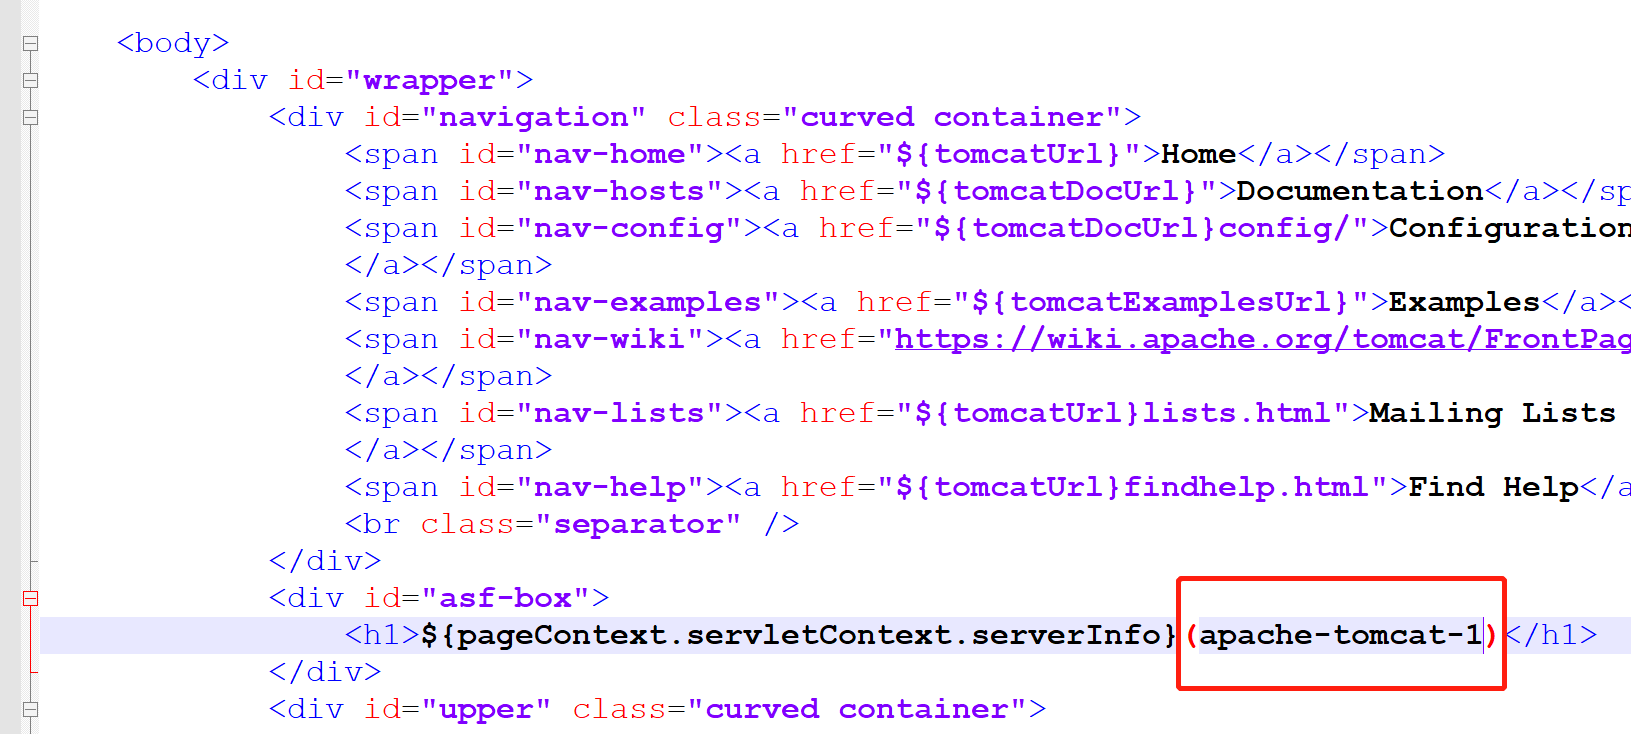 <body>
<div id="wrapper">
<div id="navigation" class="curved container">
<span id="nav-home"><a href="${tomcatUrl}">Home</a></span>
<span id="nav-hosts"><a href="${tomcatDocUrl}">Documentation</a></sp
<span id="nav-config"><a href="${tomcatDocUrl}config/">Configuration
</a></span>
<span id="nav-examples"><a href="${tomcatExamplesUrl}">Examples</a><
<span id="nav-wiki"><a href="https://wiki.apache.org/tomcat/FrontPag
</a></span>
<span id="nav-lists"><a href="${tomcatUrl}lists.html">Mailing Lists
</a></span>
<span id="nav-help"><a href="${tomcatUrl}findhelp.html">Find Help</a
<br class="separator" />
</div>
<div id="asf-box">
<h1>${pageContext.servletContext.serverInfo}(apache-tomcat-1)</h1>
</div>
<div id="upper" class="curved container">